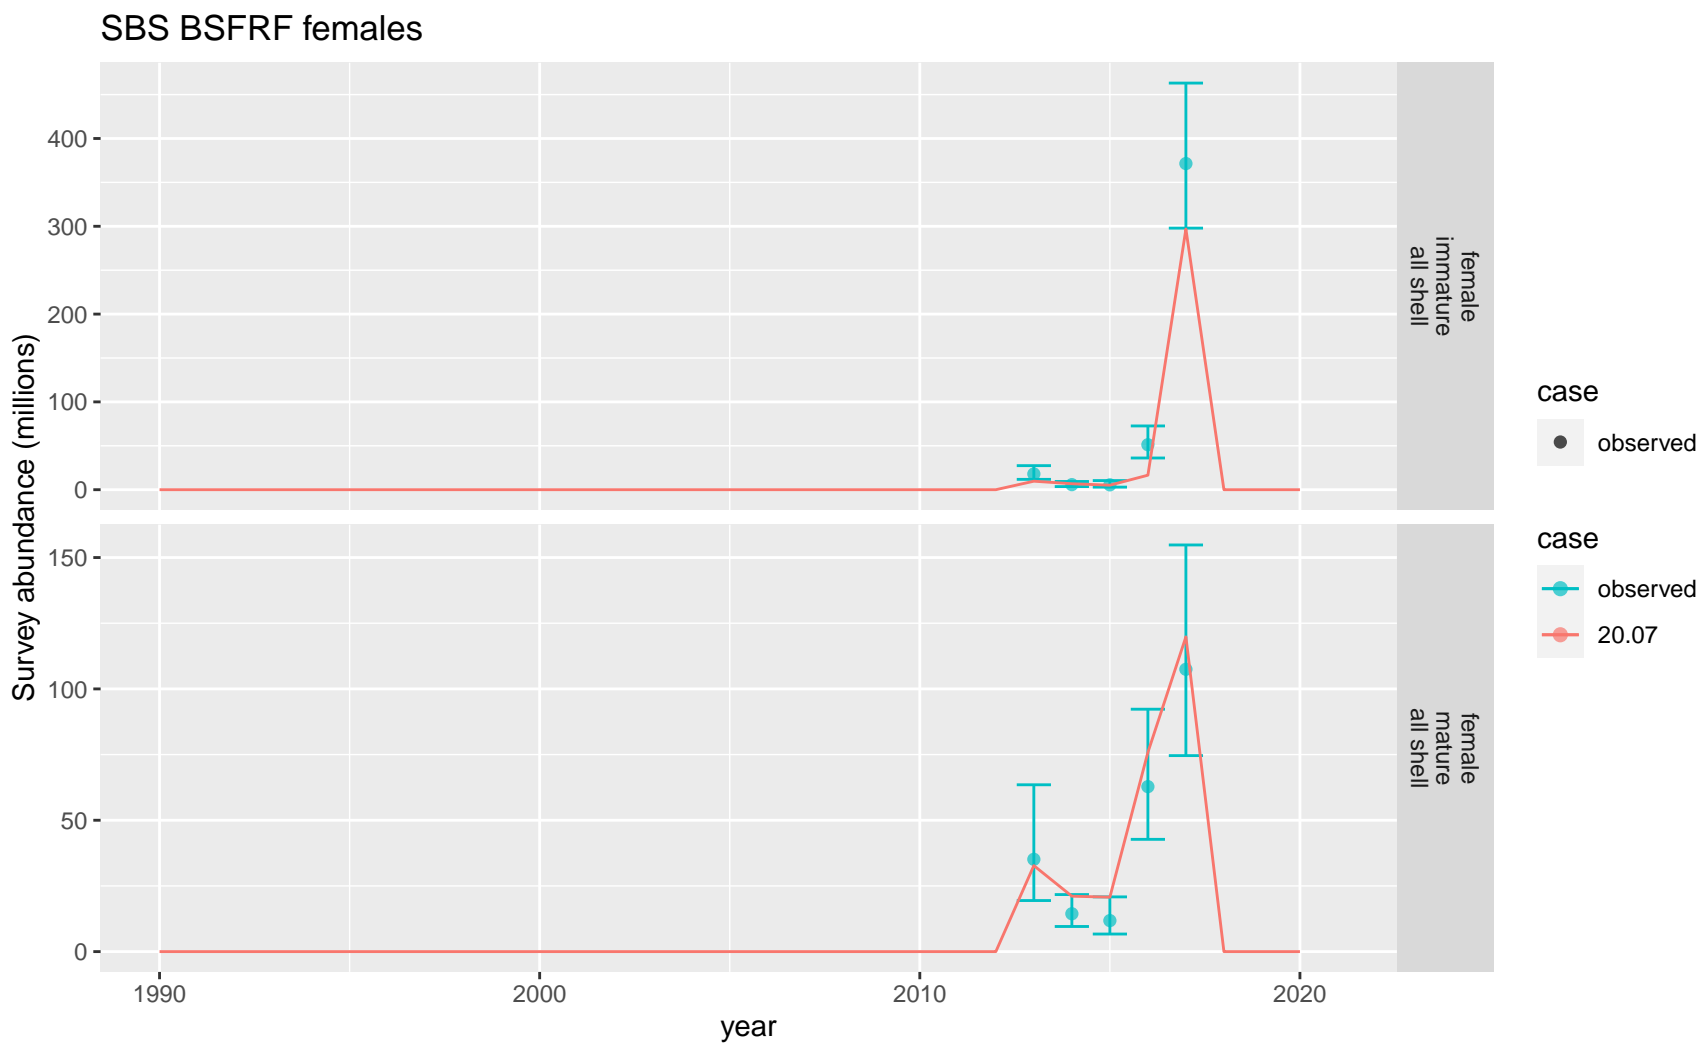 SBS BSFRF females
Survey abundance (millions)
400
300
200
100
0
female
immature
all shell
150
100
50
0
female
mature
all shell
1990
2000
2010
2020
year
case
observed
case
observed
20.07